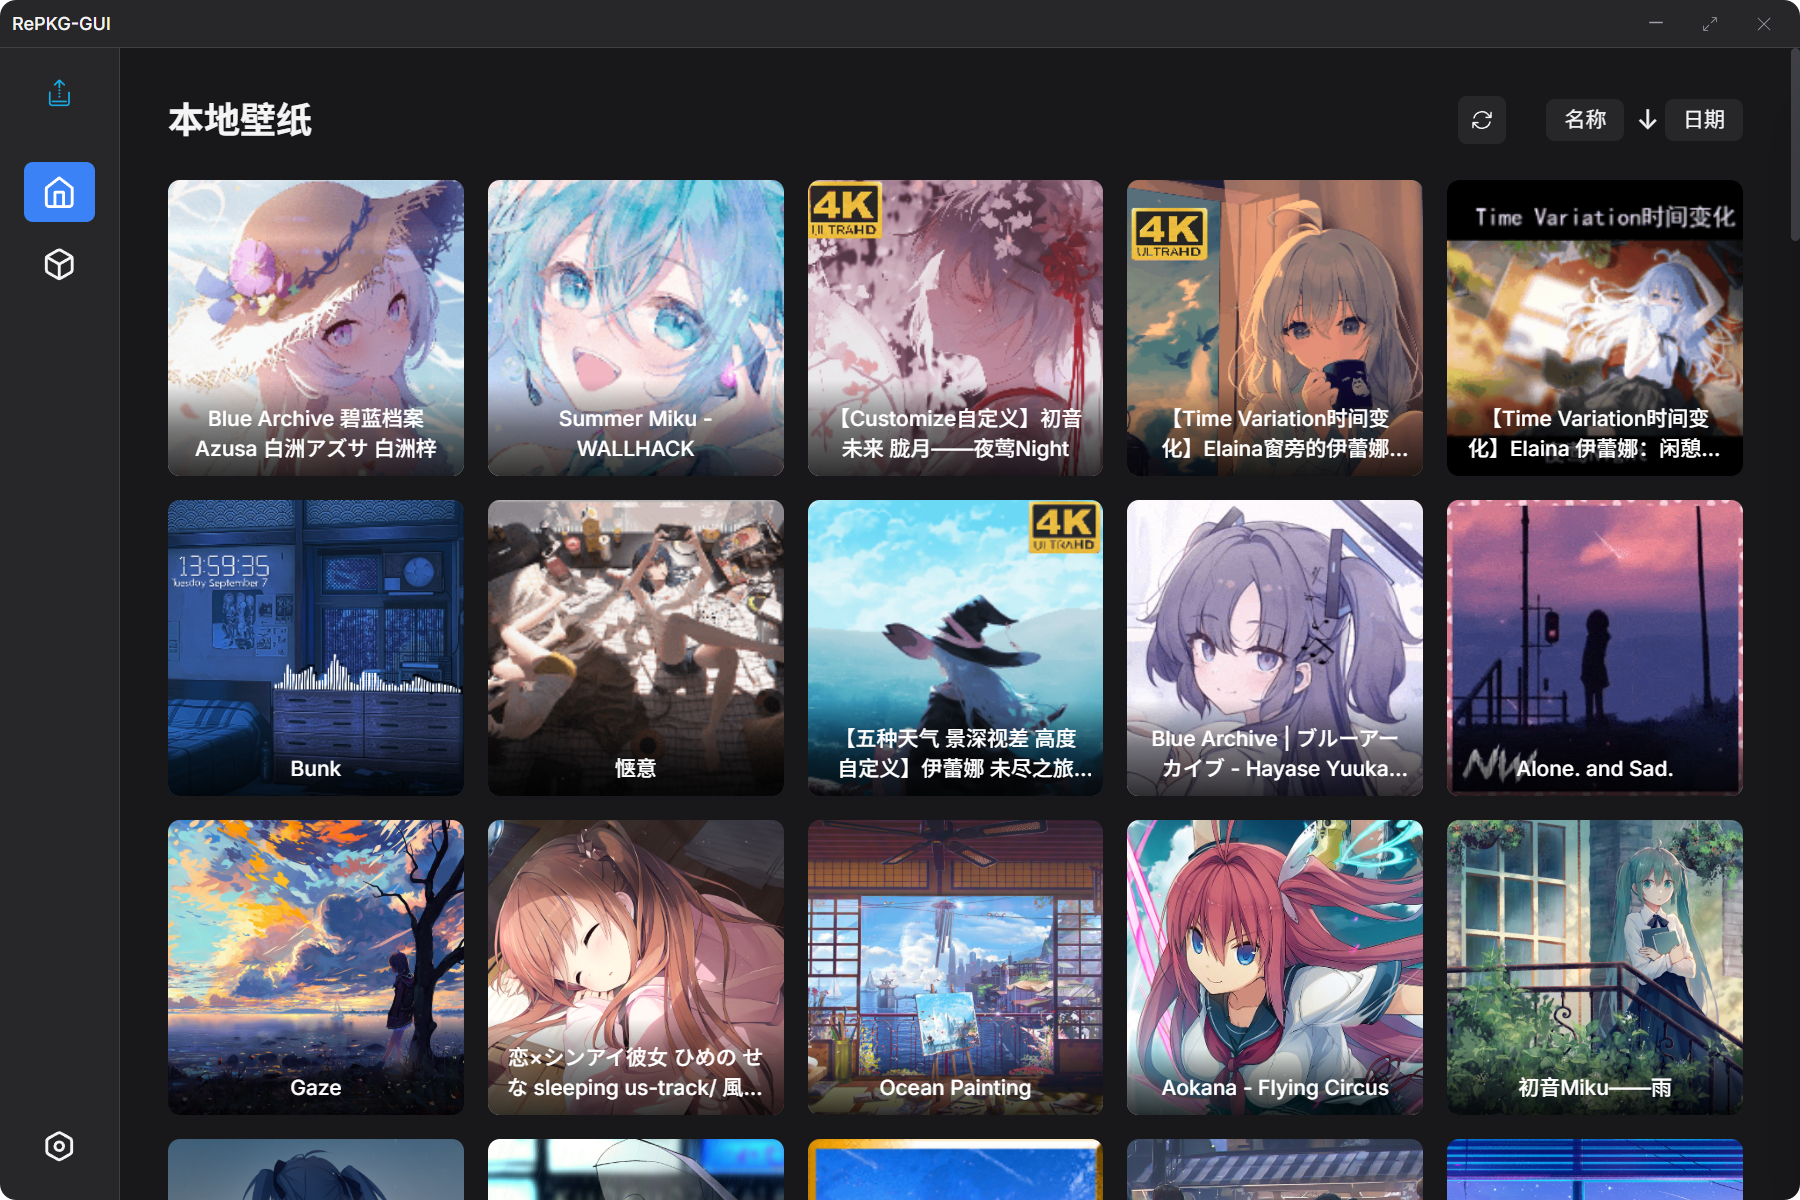 RePKG-GUI
本地壁纸
名称
日期
Blue Archive 碧蓝档案
Azusa 白洲アズサ 白洲梓
Summer Miku -
WALLHACK
4K
ULTRAHD
【Customize自定义】初音
未来 胧月——夜莺Night
4K
ULTRAHD
【Time Variation时间变
化】Elaina窗旁的伊蕾娜...
Time Variation时间变化
【Time Variation时间变
化】Elaina 伊蕾娜：闲憩...
13:59:35
Tuesday September 7
Bunk
惬意
4K
ULTRAHD
【五种天气 景深视差 高度
自定义】伊蕾娜 未尽之旅...
Blue Archive | ブルーアー
カイブ - Hayase Yuuka...
Alone. and Sad.
Gaze
恋×シンアイ彼女 ひめの せ
な sleeping us-track/ 風...
Ocean Painting
Aokana - Flying Circus
初音Miku——雨